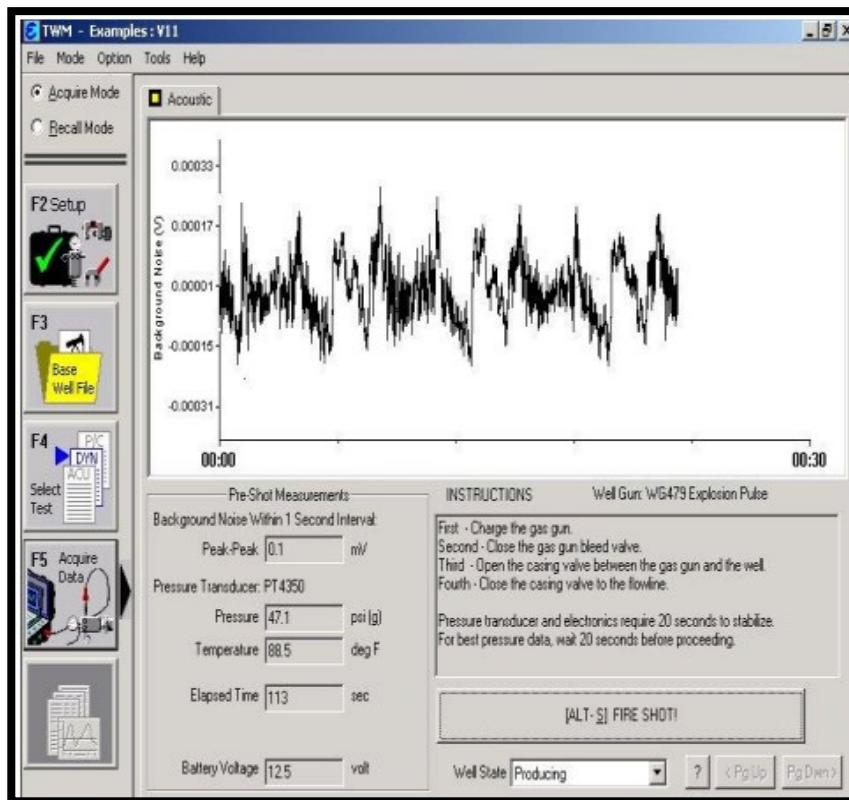 TWM - Examples : V11
File Mode Option Tools Help
Acquire Mode
Recall Mode
Acoustic
F2 Setup
F3
Base
Well File
F4
P/C
DYN
ACU
Select
Test
F5 Acquire
Data
Background Noise (V)
0.00033
0.00017
0.00001
-0.00015
-0.00031
00:00
00:30
Pre-Shot Measurements
Background Noise Within 1 Second Interval:
Peak-Peak 0.1 mV
Pressure Transducer: PT4350
Pressure 47.1 psi (g)
Temperature 88.5 deg F
Elapsed Time 113 sec
Battery Voltage 12.5 volt
INSTRUCTIONS Well Gun: WG479 Explosion Pulse
First - Charge the gas gun.
Second - Close the gas gun bleed valve.
Third - Open the casing valve between the gas gun and the well.
Fourth - Close the casing valve to the flowline.
Pressure transducer and electronics require 20 seconds to stabilize.
For best pressure data, wait 20 seconds before proceeding.
[ALT- S] FIRE SHOT!
Well State Producing ? < Pg Up Pg Dwn >